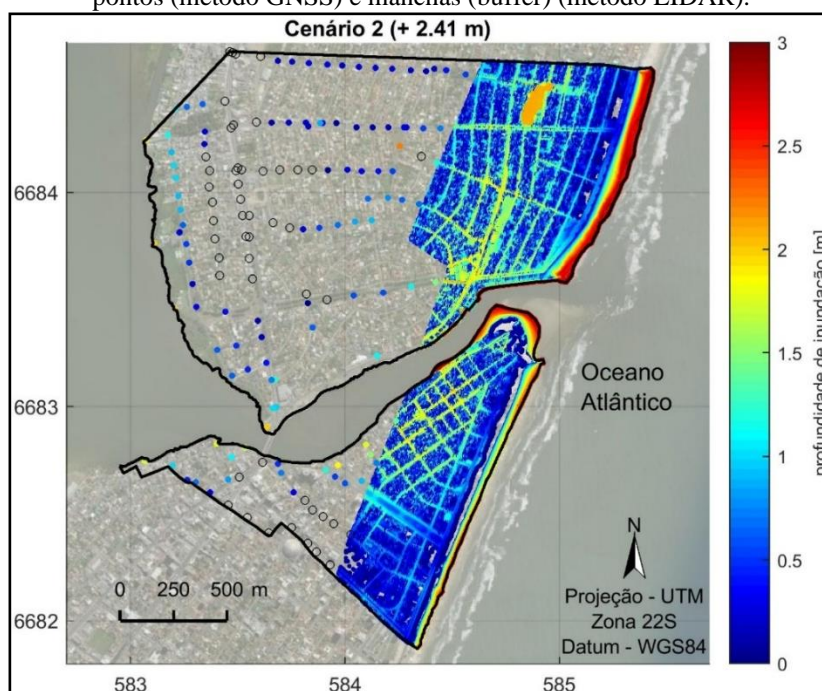 pontos (método GNSS) e manchas (buffer) (método LIDAR).
Cenário 2 (+ 2.41 m)
6684
6683
6682
583
584
585
0 250 500 m
Oceano
Atlântico
N
Projeção - UTM
Zona 22S
Datum - WGS84
3
2.5
2
1.5
1
0.5
0
profundidade de inundação [m]